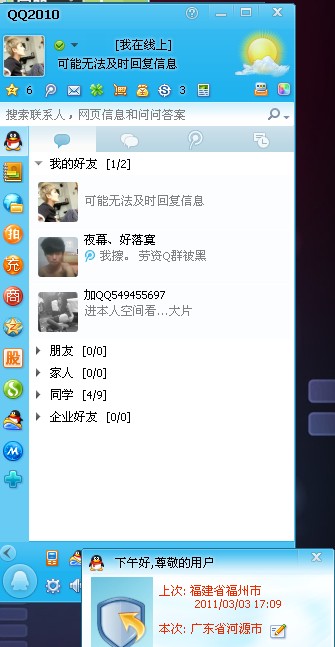 QQ2010
[我在线上]
可能无法及时回复信息
6
3
搜索联系人，网页信息和问问答案
我的好友 [1/2]
可能无法及时回复信息
夜幕、好落寞
我擦。 劳资Q群被黑
加QQ549455697
进本人空间看...大片
朋友 [0/0]
家人 [0/0]
同学 [4/9]
企业好友 [0/0]
拍
充
商
股
下午好,尊敬的用户
上次: 福建省福州市
2011/03/03 17:09
本次: 广东省河源市